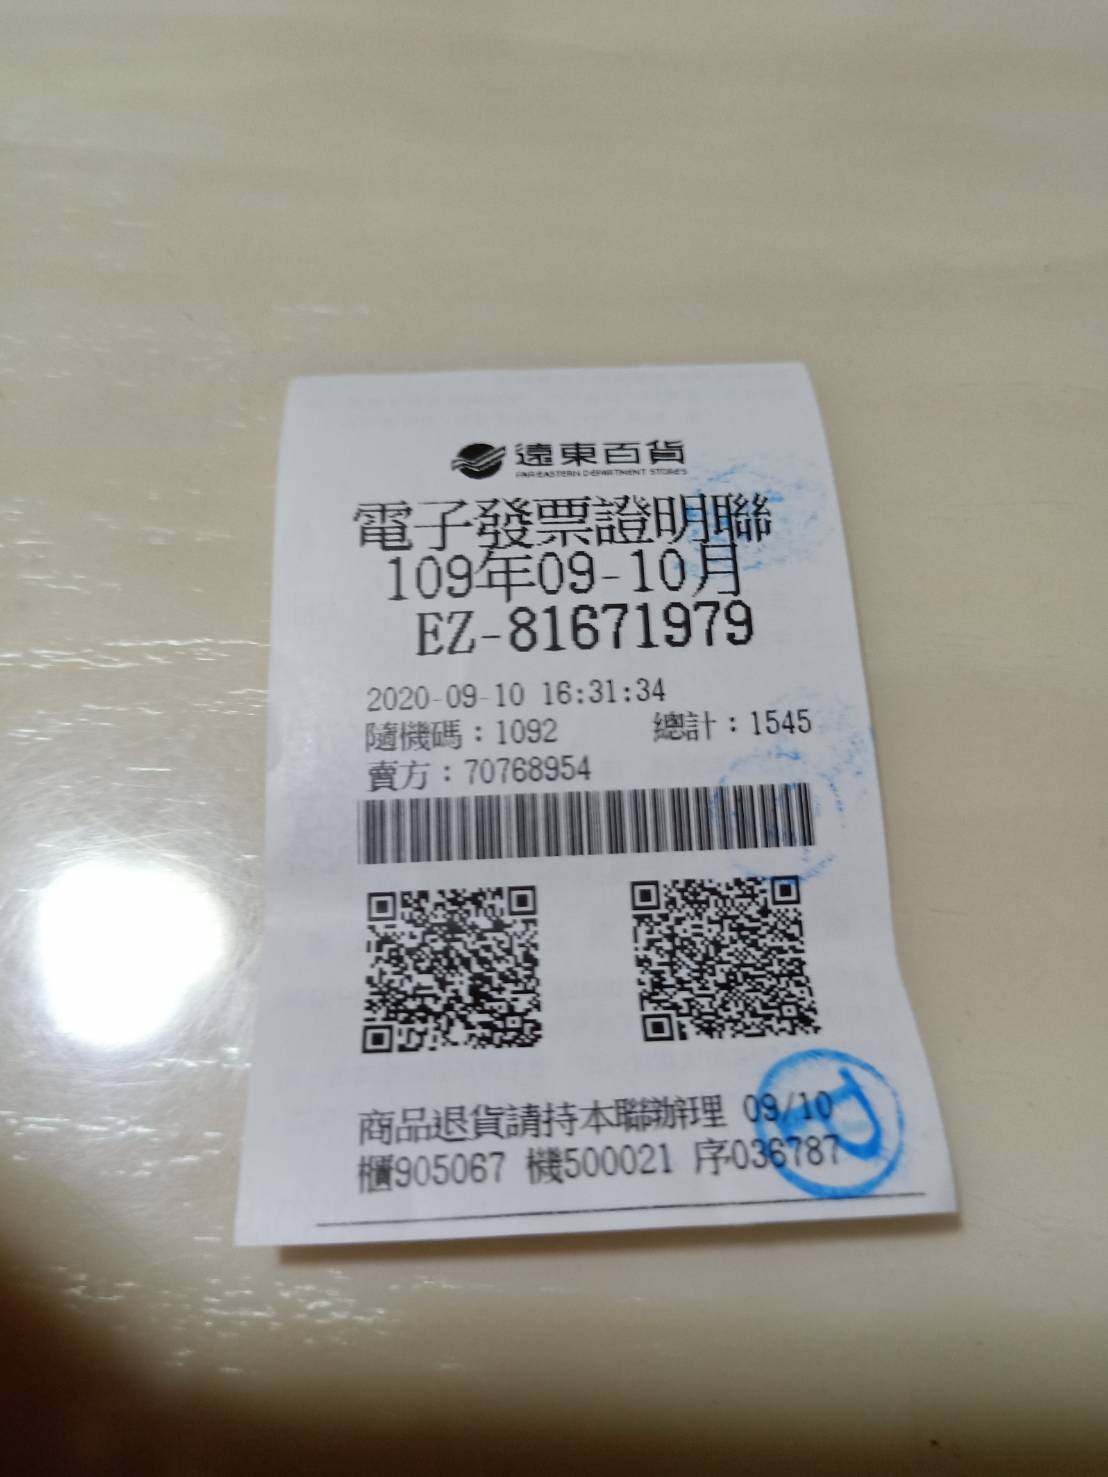 遠東百貨
FAR EASTERN DEPARTMENT STORES
電子發票證明聯
109年09-10月
EZ-81671979
2020-09-10 16:31:34
隨機碼：1092 總計：1545
賣方：70768954
商品退貨請持本聯辦理 09/10
櫃905067 機500021 序036787